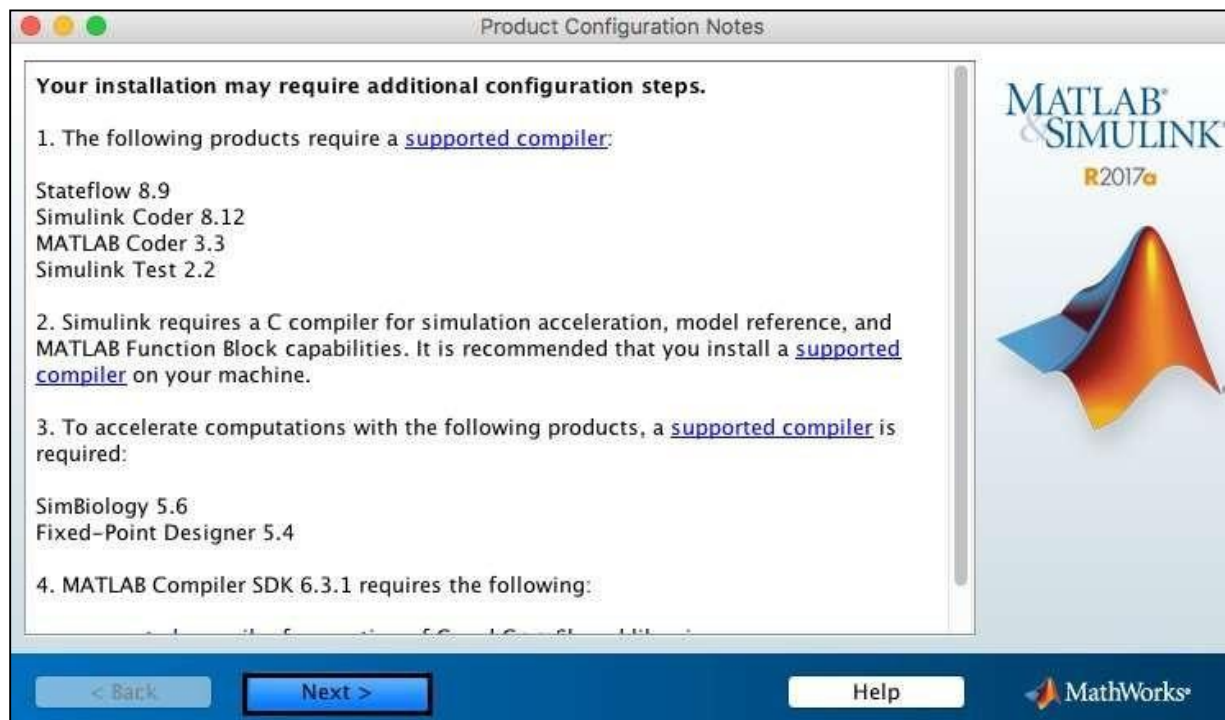 Product Configuration Notes
Your installation may require additional configuration steps.
1. The following products require a supported compiler:
Stateflow 8.9
Simulink Coder 8.12
MATLAB Coder 3.3
Simulink Test 2.2
2. Simulink requires a C compiler for simulation acceleration, model reference, and
MATLAB Function Block capabilities. It is recommended that you install a supported
compiler on your machine.
3. To accelerate computations with the following products, a supported compiler is
required:
SimBiology 5.6
Fixed-Point Designer 5.4
4. MATLAB Compiler SDK 6.3.1 requires the following:
MATLAB®
&SIMULINK®
R2017a
< Back
Next >
Help
MathWorks®